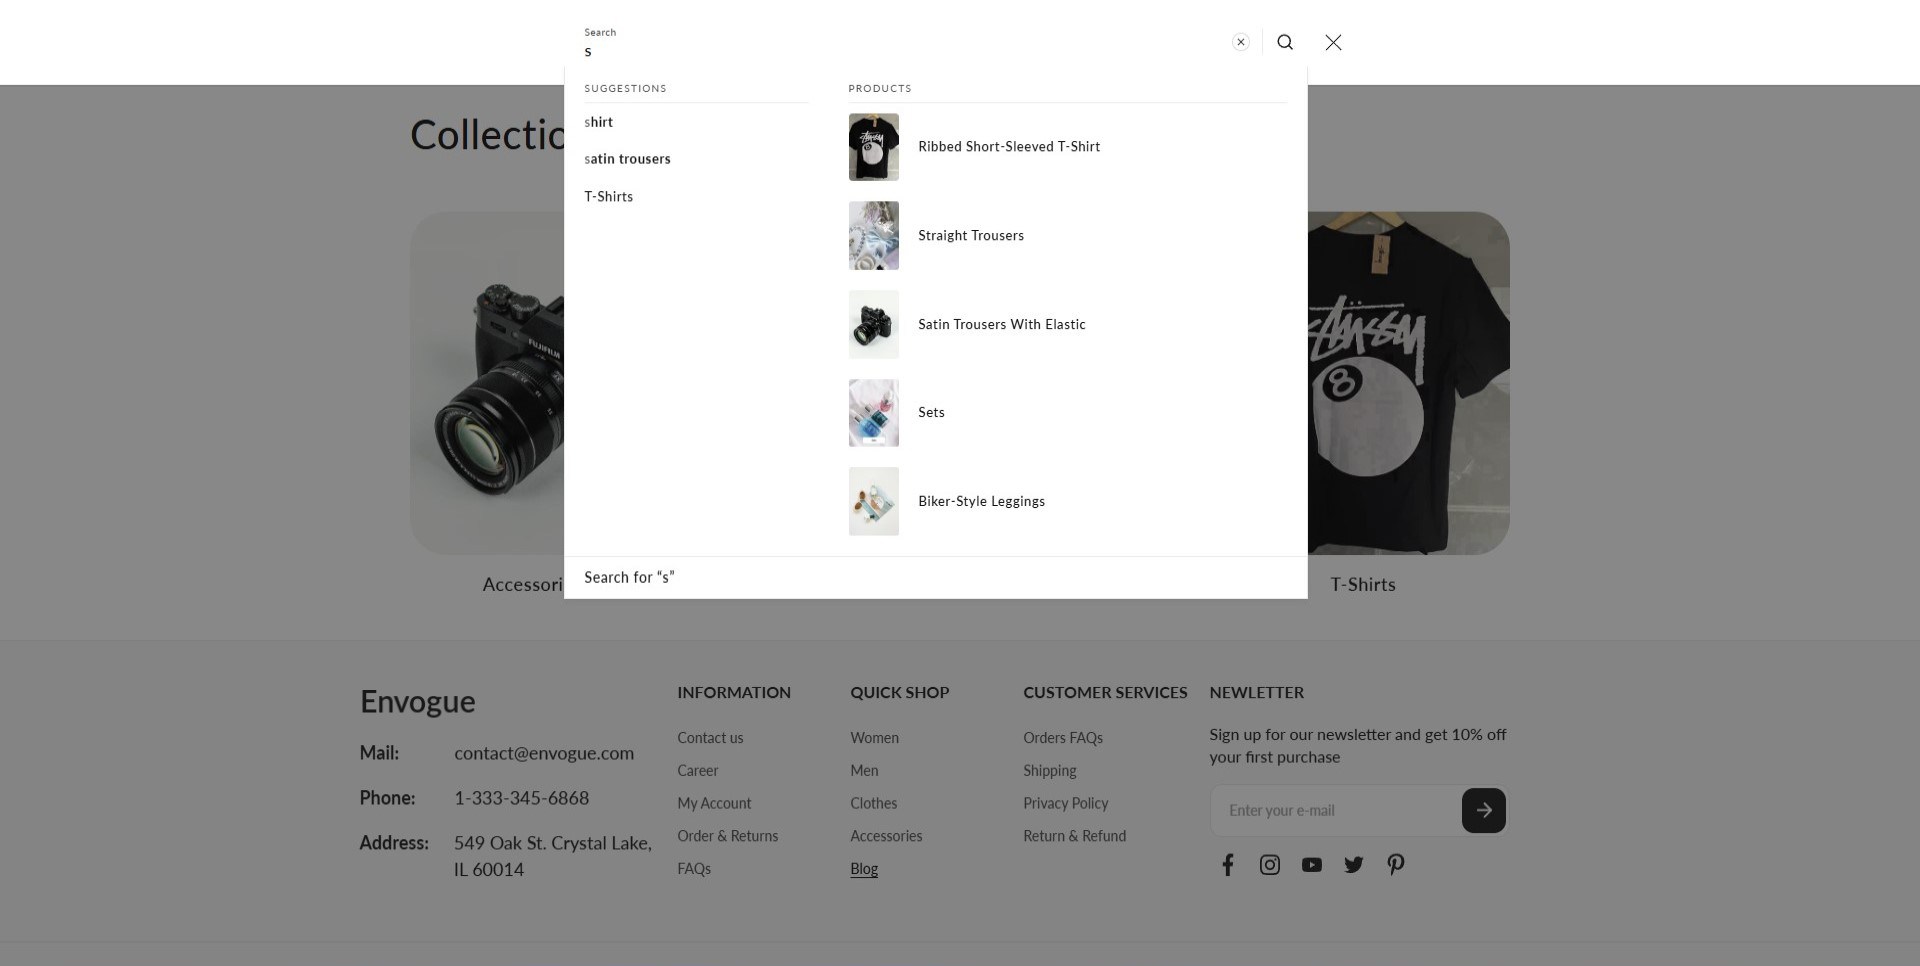 Search
s
SUGGESTIONS
shirt
satin trousers
T-Shirts
PRODUCTS
Ribbed Short-Sleeved T-Shirt
Straight Trousers
Satin Trousers With Elastic
Sets
Biker-Style Leggings
Search for “s”
Collectio
FUJIFILM
Accessori
T-Shirts
Envogue
Mail: contact@envogue.com
Phone: 1-333-345-6868
Address: 549 Oak St. Crystal Lake,
IL 60014
INFORMATION
Contact us
Career
My Account
Order & Returns
FAQs
QUICK SHOP
Women
Men
Clothes
Accessories
Blog
CUSTOMER SERVICES
Orders FAQs
Shipping
Privacy Policy
Return & Refund
NEWLETTER
Sign up for our newsletter and get 10% off
your first purchase
Enter your e-mail